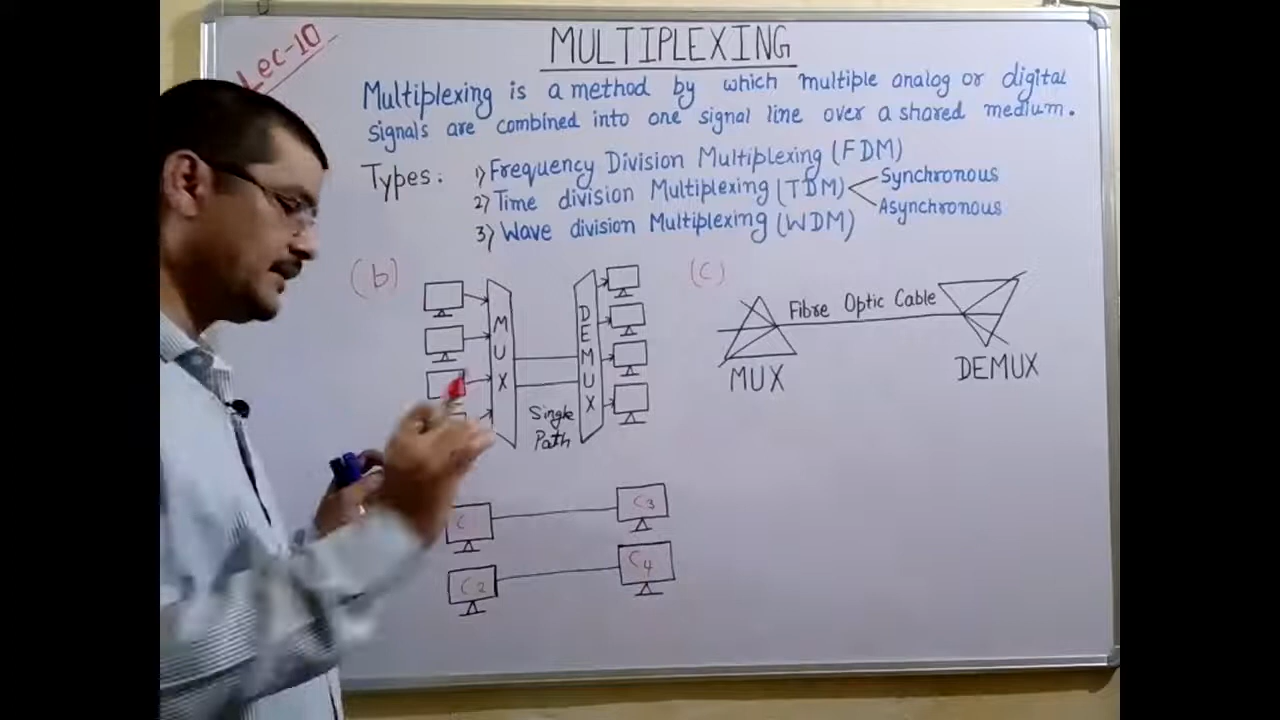 Lec-10
MULTIPLEXING
Multiplexing is a method by which multiple analog or digital
signals are combined into one signal line over a shared medium.
Types: 1) Frequency Division Multiplexing (FDM)
2) Time division Multiplexing (TDM) Synchronous
Asynchronous
3) Wave division Multiplexing (WDM)
(b)
MUX
DEMUX
Single
Path
(c)
Fibre Optic Cable
MUX
DEMUX
C3
C2
C4